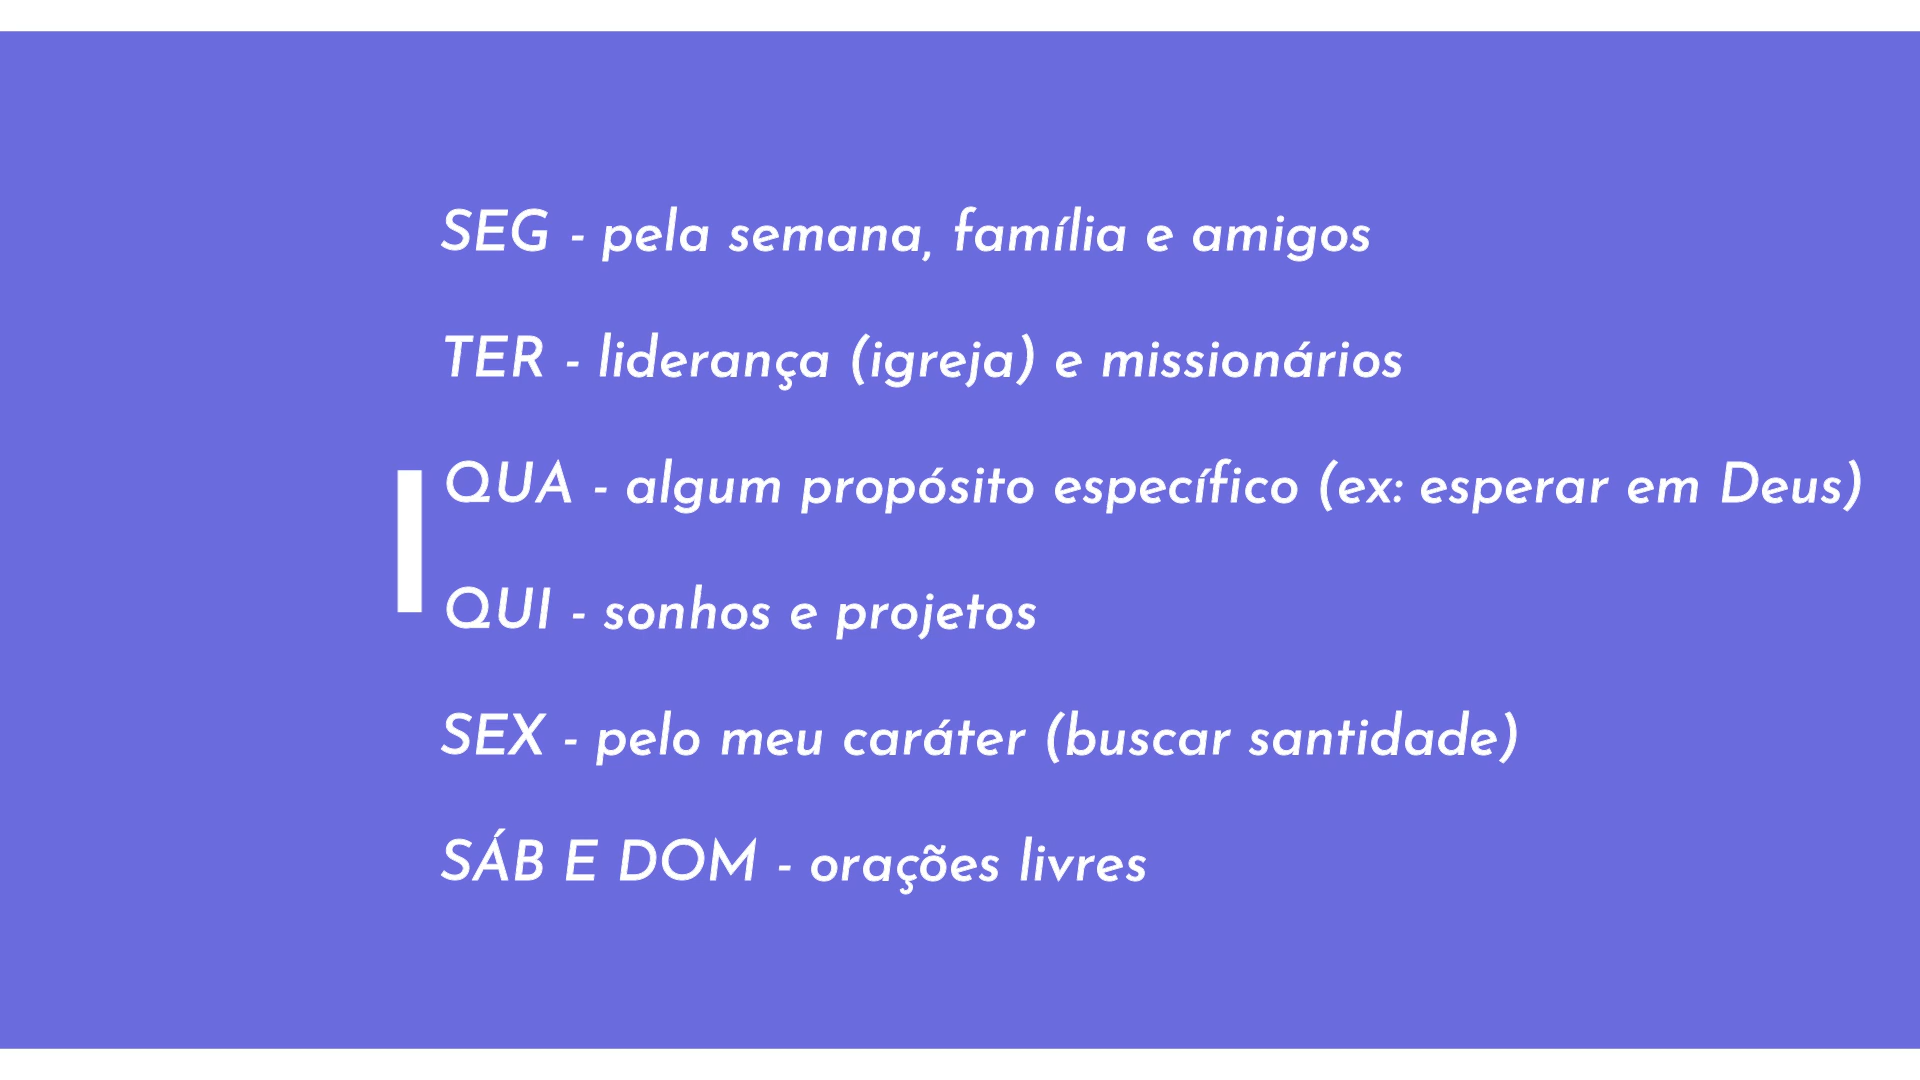 SEG - pela semana, família e amigos
TER - liderança (igreja) e missionários
QUA - algum propósito específico (ex: esperar em Deus)
QUI - sonhos e projetos
SEX - pelo meu caráter (buscar santidade)
SÁB E DOM - orações livres